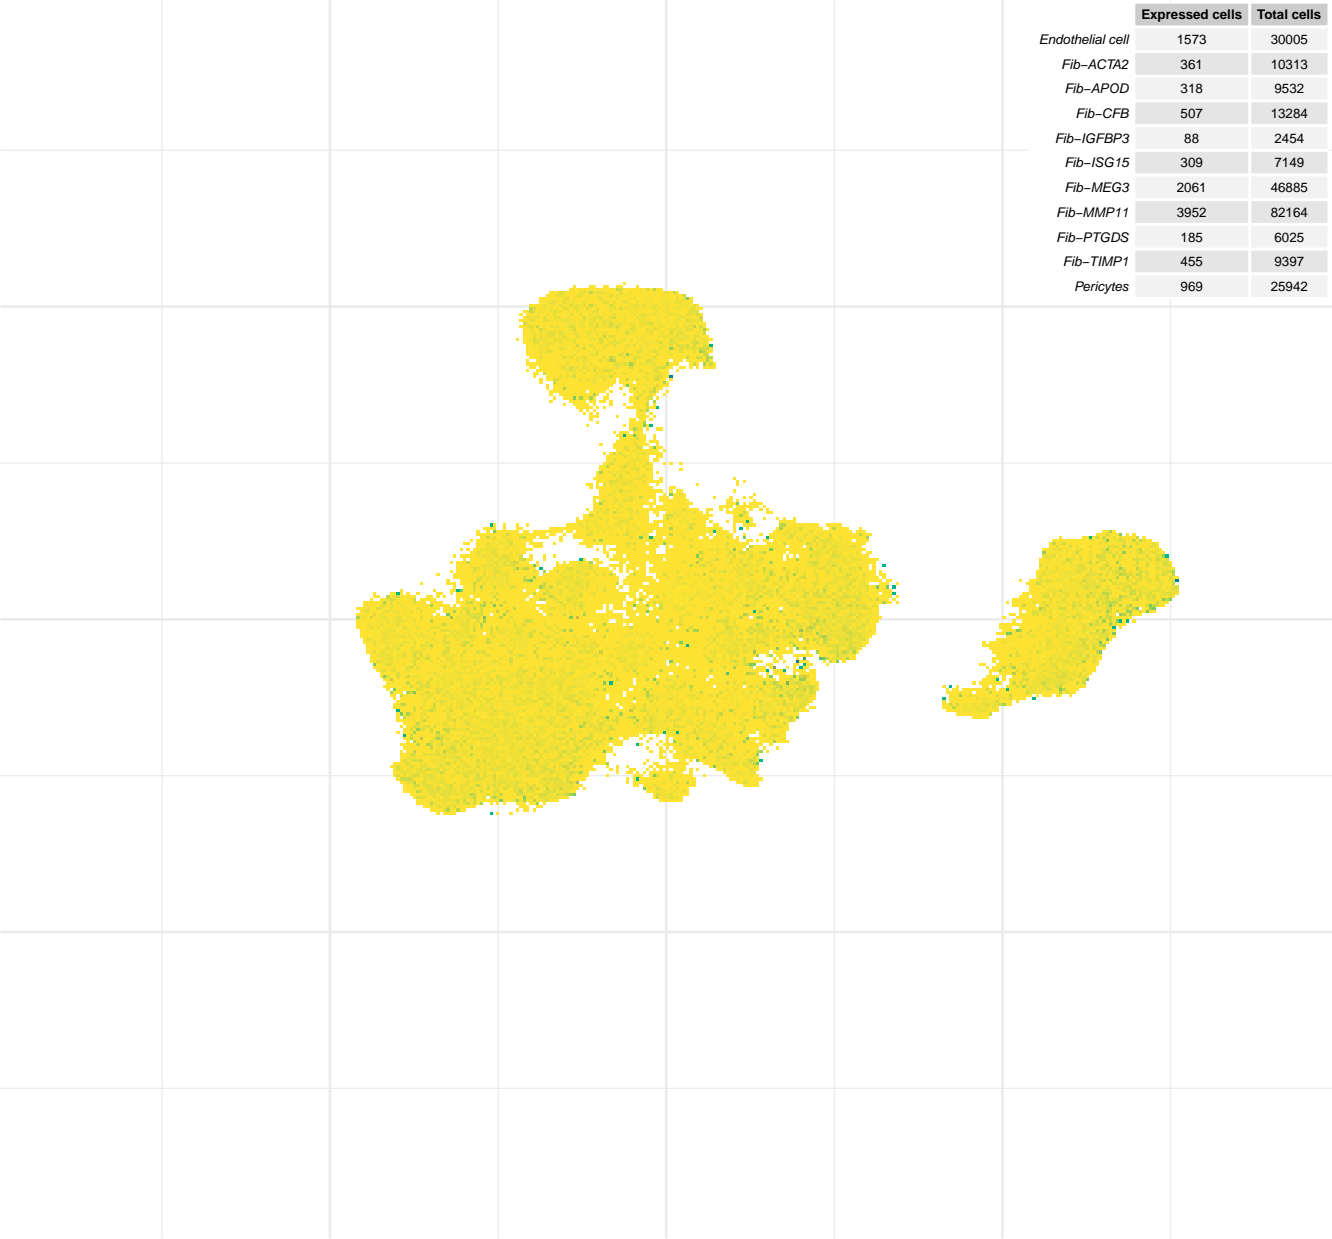 Expressed cells Total cells
Endothelial cell 1573 30005
Fib−ACTA2 361 10313
Fib−APOD 318 9532
Fib−CFB 507 13284
Fib−IGFBP3 88 2454
Fib−ISG15 309 7149
Fib−MEG3 2061 46885
Fib−MMP11 3952 82164
Fib−PTGDS 185 6025
Fib−TIMP1 455 9397
Pericytes 969 25942